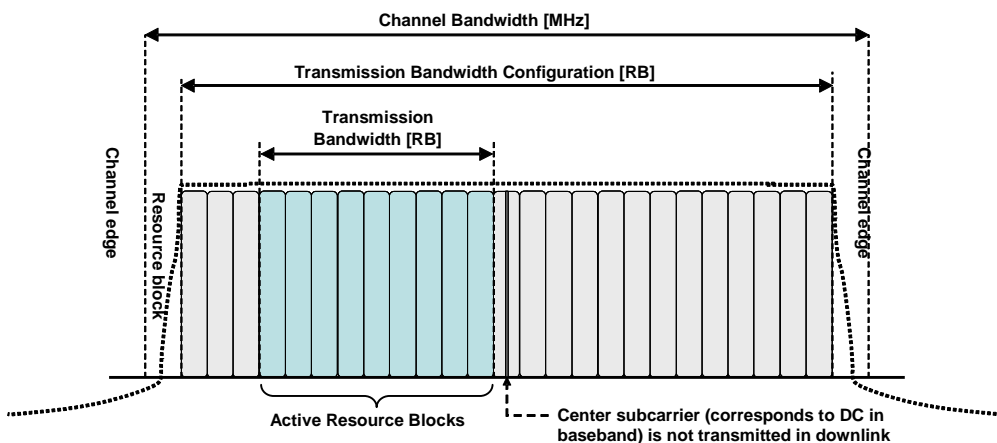 Channel Bandwidth [MHz]
Transmission Bandwidth Configuration [RB]
Transmission
Bandwidth [RB]
Channel edge
Resource block
Channel edge
Active Resource Blocks
Center subcarrier (corresponds to DC in
baseband) is not transmitted in downlink